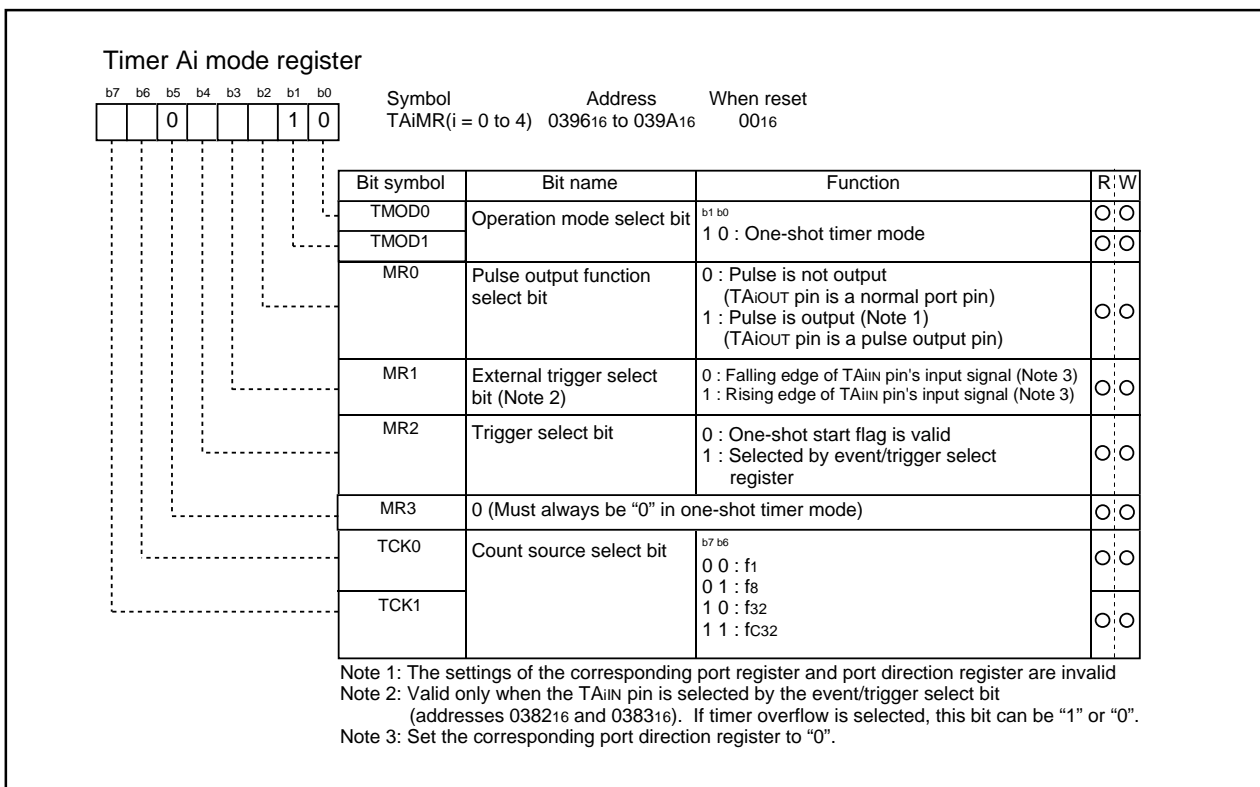 Timer Ai mode register
b7 b6 b5 b4 b3 b2 b1 b0
0 1 0
Symbol Address When reset
TAiMR(i = 0 to 4) 039616 to 039A16 0016
Bit symbol Bit name Function R W
TMOD0
TMOD1
Operation mode select bit
b1 b0
1 0 : One-shot timer mode
MR0
Pulse output function
select bit
0 : Pulse is not output
(TAiOUT pin is a normal port pin)
1 : Pulse is output (Note 1)
(TAiOUT pin is a pulse output pin)
MR1
External trigger select
bit (Note 2)
0 : Falling edge of TAiIN pin's input signal (Note 3)
1 : Rising edge of TAiIN pin's input signal (Note 3)
MR2
Trigger select bit
0 : One-shot start flag is valid
1 : Selected by event/trigger select
register
MR3
0 (Must always be “0” in one-shot timer mode)
TCK0
TCK1
Count source select bit
b7 b6
0 0 : f1
0 1 : f8
1 0 : f32
1 1 : fC32
Note 1: The settings of the corresponding port register and port direction register are invalid
Note 2: Valid only when the TAiIN pin is selected by the event/trigger select bit
(addresses 038216 and 038316). If timer overflow is selected, this bit can be “1” or “0”.
Note 3: Set the corresponding port direction register to “0”.